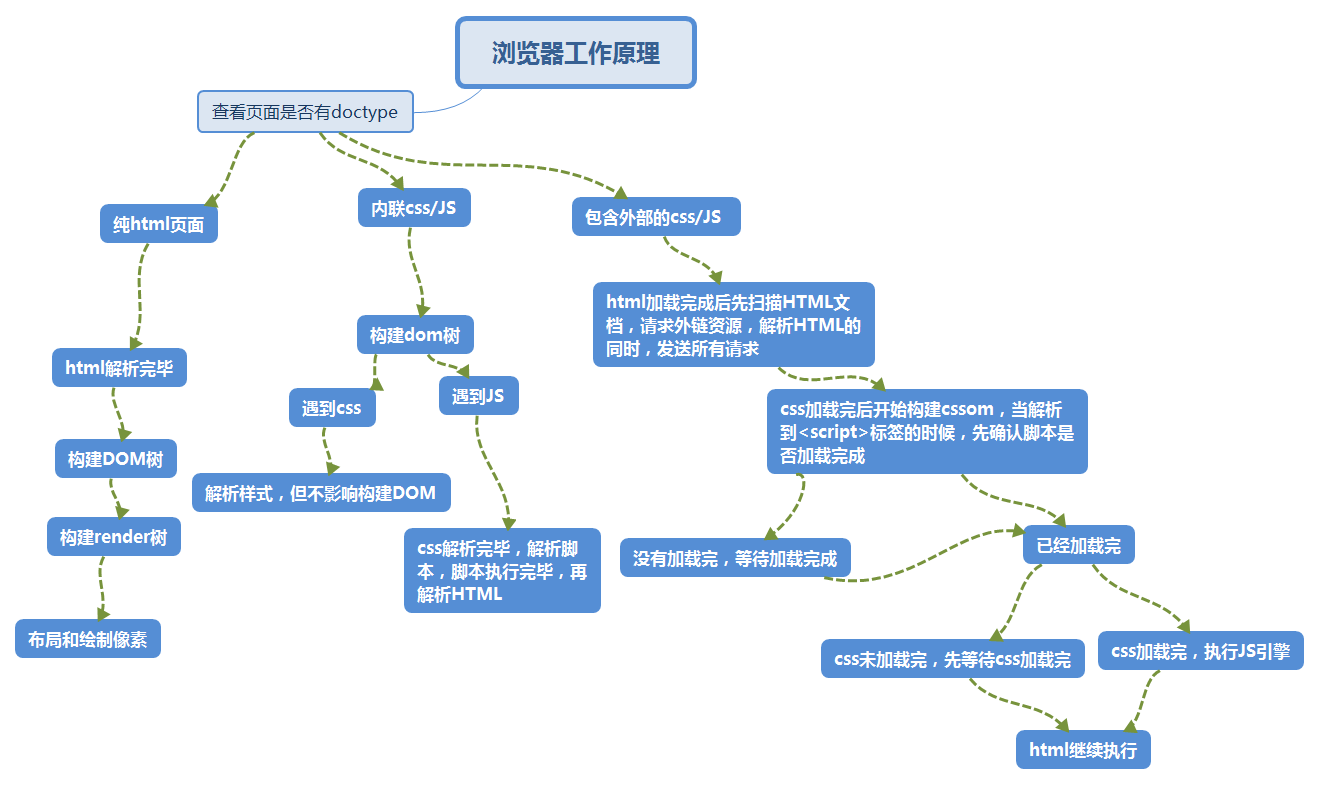 浏览器工作原理
查看页面是否有doctype
纯html页面
内联css/JS
包含外部的css/JS
html加载完成后先扫描HTML文
档，请求外链资源，解析HTML的
同时，发送所有请求
构建dom树
html解析完毕
遇到css
遇到JS
css加载完后开始构建cssom，当解析
到<script>标签的时候，先确认脚本是
否加载完成
构建DOM树
解析样式，但不影响构建DOM
构建render树
css解析完毕，解析脚
本，脚本执行完毕，再
解析HTML
没有加载完，等待加载完成
已经加载完
布局和绘制像素
css未加载完，先等待css加载完
css加载完，执行JS引擎
html继续执行